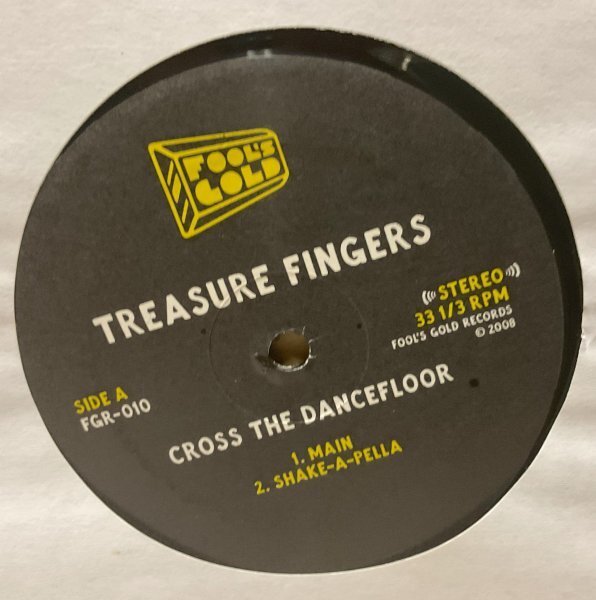 FOOL'S
GOLD
TREASURE FINGERS
STEREO
33 1/3 RPM
FOOL'S GOLD RECORDS
© 2008
SIDE A
FGR-010
CROSS THE DANCEFLOOR
1. MAIN
2. SHAKE-A-PELLA